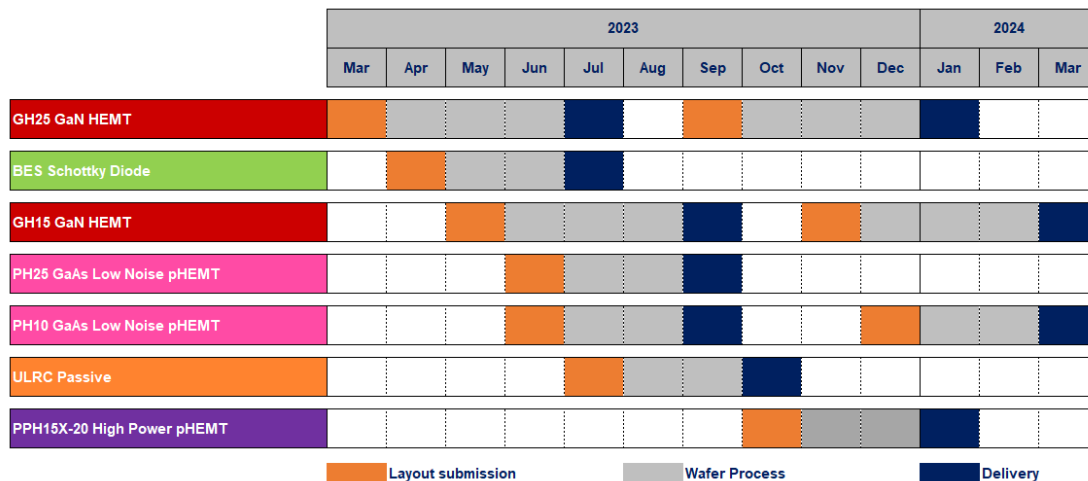 2023 2024
Mar Apr May Jun Jul Aug Sep Oct Nov Dec Jan Feb Mar
GH25 GaN HEMT
BES Schottky Diode
GH15 GaN HEMT
PH25 GaAs Low Noise pHEMT
PH10 GaAs Low Noise pHEMT
ULRC Passive
PPH15X-20 High Power pHEMT
Layout submission Wafer Process Delivery